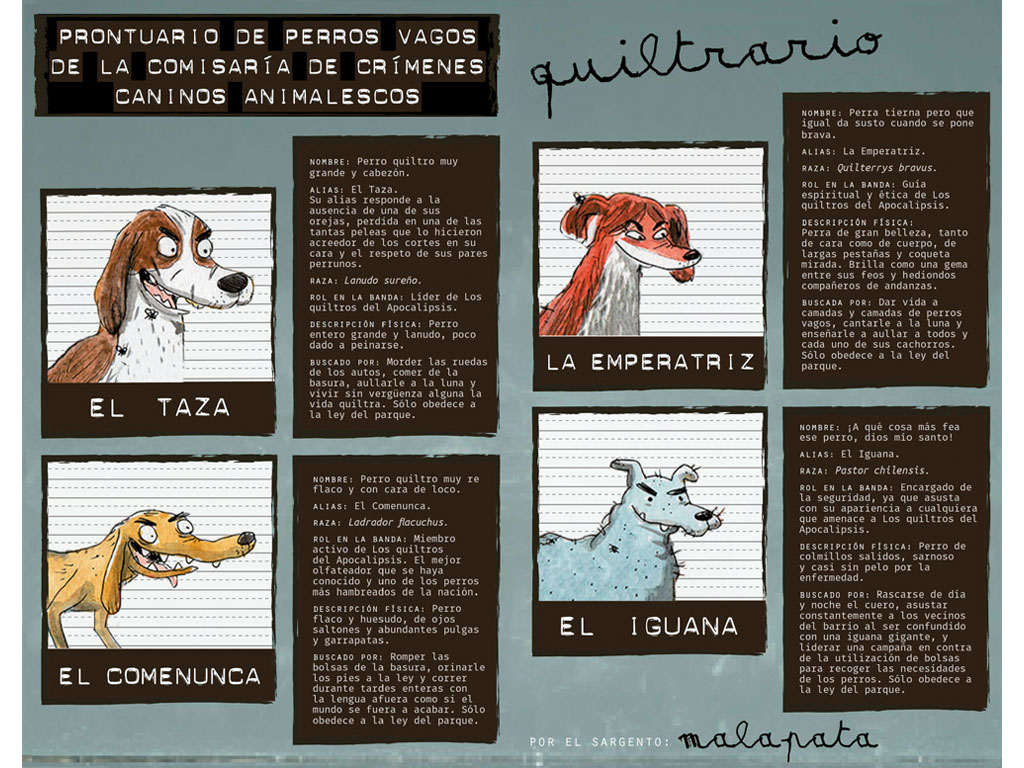 PRONTUARIO DE PERROS VAGOS
DE LA COMISARÍA DE CRÍMENES
CANINOS ANIMALESCOS
NOMBRE: Perro quiltro muy
grande y cabezón.
ALIAS: El Taza.
Su alias responde a la
ausencia de una de sus
orejas, perdida en una de las
tantas peleas que lo hicieron
acreedor de los cortes en su
cara y el respeto de sus pares
perrunos.
RAZA: Lanudo sureño.
ROL EN LA BANDA: Líder de Los
quiltros del Apocalipsis.
DESCRIPCIÓN FÍSICA: Perro
entero grande y lanudo, poco
dado a peinarse.
BUSCADO POR: Morder las ruedas
de los autos, comer de la
basura, aullarle a la luna y
vivir sin vergüenza alguna la
vida quiltra. Sólo obedece a
la ley del parque.
EL TAZA
NOMBRE: Perro quiltro muy re
flaco y con cara de loco.
ALIAS: El Comenunca.
RAZA: Ladrador flacuchus.
ROL EN LA BANDA: Miembro
activo de Los quiltros
del Apocalipsis. El mejor
olfateador que se haya
conocido y uno de los perros
más hambreados de la nación.
DESCRIPCIÓN FÍSICA: Perro
flaco y huesudo, de ojos
saltones y abundantes pulgas
y garrapatas.
BUSCADO POR: Romper las
bolsas de la basura, orinarle
los pies a la ley y correr
durante tardes enteras con
la lengua afuera como si el
mundo se fuera a acabar. Sólo
obedece a la ley del parque.
EL COMENUNCA
quiltrario
NOMBRE: Perra tierna pero que
igual da susto cuando se pone
brava.
ALIAS: La Emperatriz.
RAZA: Quilterrys bravus.
ROL EN LA BANDA: Guía
espiritual y ética de Los
quiltros del Apocalipsis.
DESCRIPCIÓN FÍSICA:
Perra de gran belleza, tanto
de cara como de cuerpo, de
largas pestañas y coqueta
mirada. Brilla como una gema
entre sus feos y hediondos
compañeros de andanzas.
BUSCADA POR: Dar vida a
camadas y camadas de perros
vagos, cantarle a la luna y
enseñarle a aullar a todos y
cada uno de sus cachorros.
Sólo obedece a la ley del
parque.
LA EMPERATRIZ
NOMBRE: ¡A qué cosa más fea
ese perro, dios mío santo!
ALIAS: El Iguana.
RAZA: Pastor chilensis.
ROL EN LA BANDA: Encargado de
la seguridad, ya que asusta
con su apariencia a cualquiera
que amenace a Los quiltros del
Apocalipsis.
DESCRIPCIÓN FÍSICA: Perro de
colmillos salidos, sarnoso
y casi sin pelo por la
enfermedad.
BUSCADO POR: Rascarse de día
y noche el cuero, asustar
constantemente a los vecinos
del barrio al ser confundido
con una iguana gigante, y
liderar una campaña en contra
de la utilización de bolsas
para recoger las necesidades
de los perros. Sólo obedece a
la ley del parque.
EL IGUANA
POR EL SARGENTO: malapata